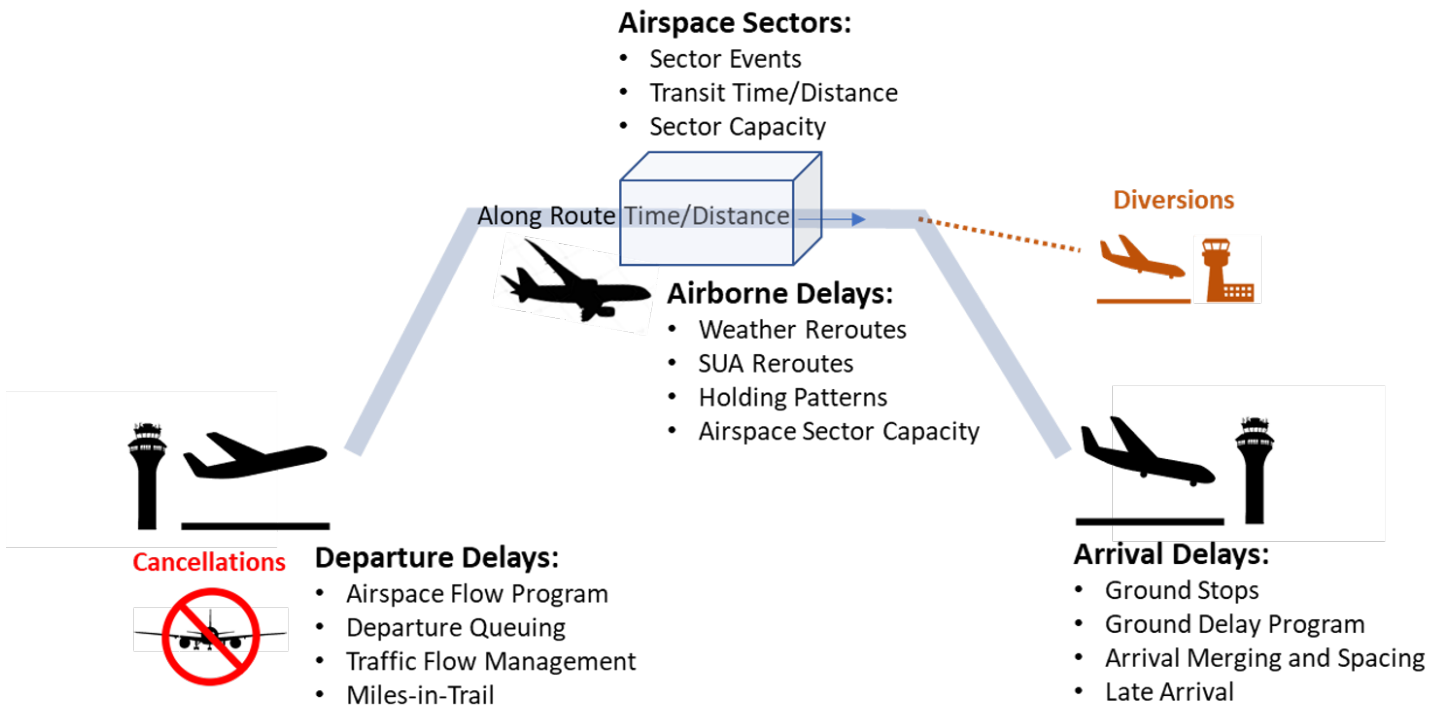 Airspace Sectors:
• Sector Events
• Transit Time/Distance
• Sector Capacity
Along Route Time/Distance
Diversions
Airborne Delays:
• Weather Reroutes
• SUA Reroutes
• Holding Patterns
• Airspace Sector Capacity
Cancellations
Departure Delays:
• Airspace Flow Program
• Departure Queuing
• Traffic Flow Management
• Miles-in-Trail
Arrival Delays:
• Ground Stops
• Ground Delay Program
• Arrival Merging and Spacing
• Late Arrival